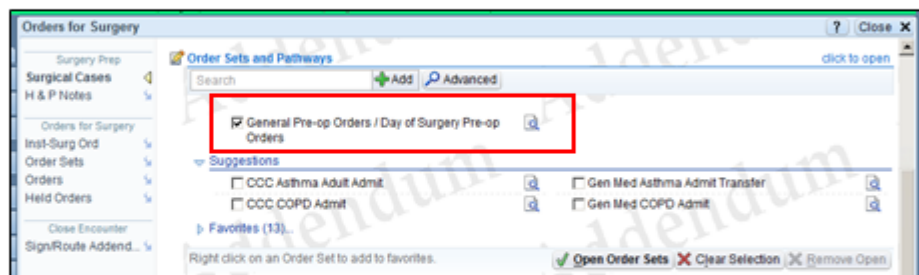 Orders for Surgery
? Close X
Surgery Prep
Surgical Cases
H & P Notes
Orders for Surgery
Inst-Surg Ord
Order Sets
Orders
Held Orders
Close Encounter
Sign/Route Addend...
Order Sets and Pathways click to open
Search Add Advanced
General Pre-op Orders / Day of Surgery Pre-op
Orders
Suggestions
CCC Asthma Adult Admit Gen Med Asthma Admit Transfer
CCC COPD Admit Gen Med COPD Admit
Favorites (13)...
Right click on an Order Set to add to favorites. Open Order Sets Clear Selection Remove Open
Addendum
Addendum
Addendum
Addendum